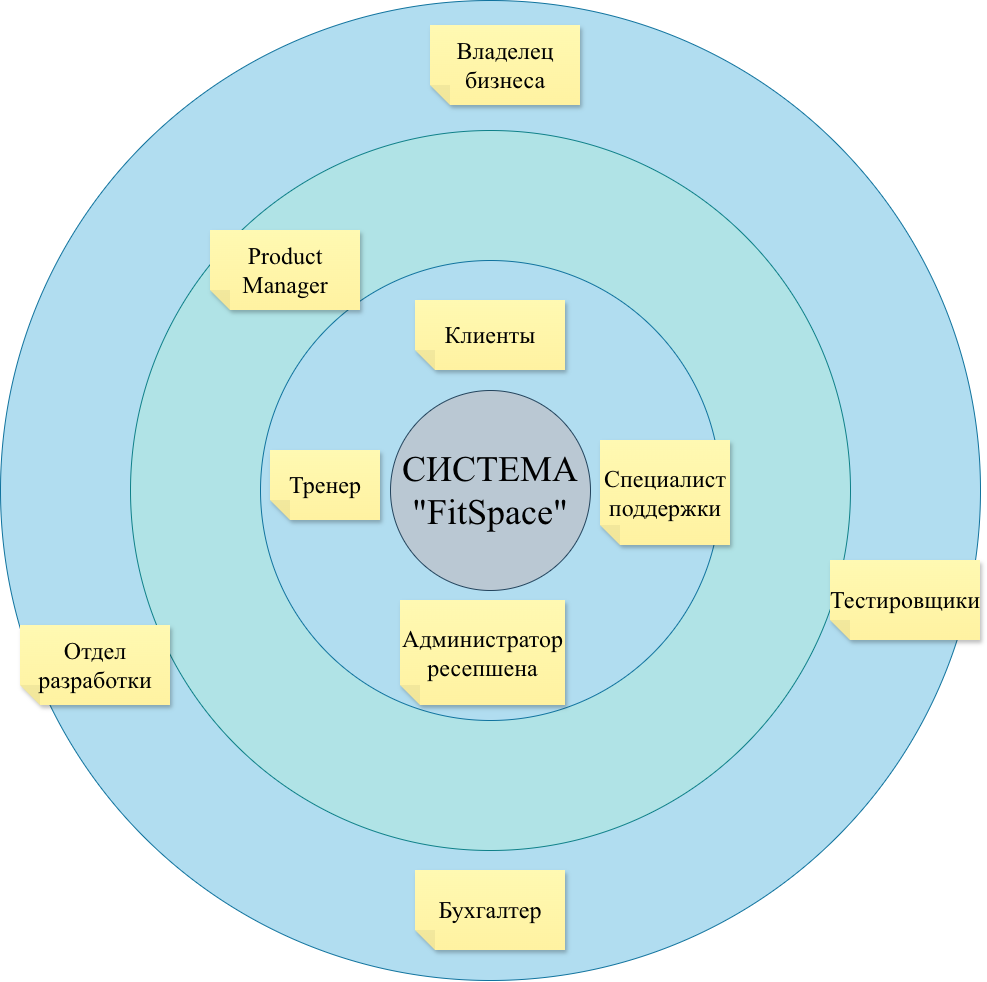 Владелец
бизнеса
Product
Manager
Клиенты
СИСТЕМА
"FitSpace"
Тренер
Специалист
поддержки
Администратор
ресепшена
Тестировщики
Отдел
разработки
Бухгалтер